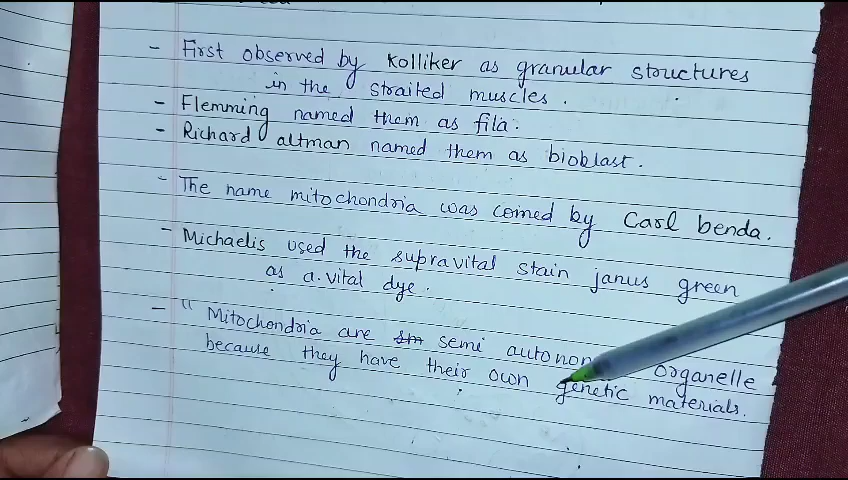 - First observed by Kolliker as granular structures
in the straited muscles.
- Flemming named them as fila.
- Richard altman named them as bioblast.
- The name mitochondria was coined by Carl benda.
- Michaelis used the supravital stain janus green
as a vital dye.
- " Mitochondria are semi organelle
because they have their own genetic materials.